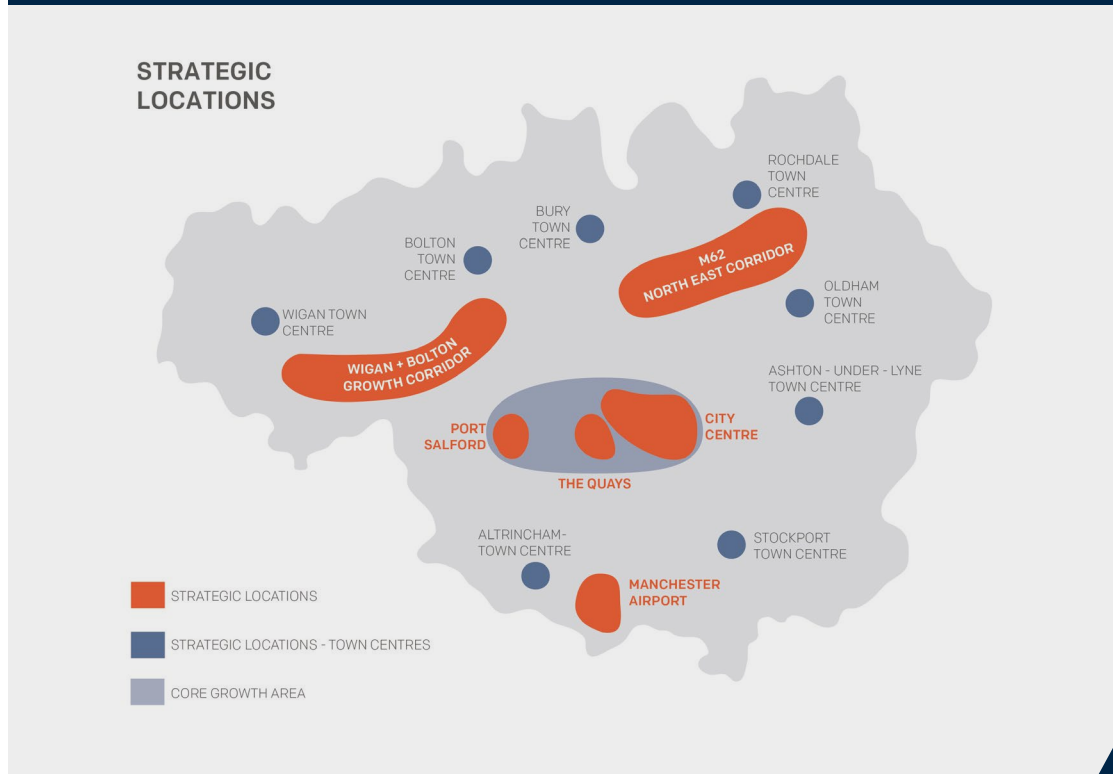 STRATEGIC
LOCATIONS
ROCHDALE
TOWN
CENTRE
BURY
TOWN
CENTRE
BOLTON
TOWN
CENTRE
M62
NORTH EAST CORRIDOR
OLDHAM
TOWN
CENTRE
WIGAN TOWN
CENTRE
WIGAN + BOLTON
GROWTH CORRIDOR
ASHTON - UNDER - LYNE
TOWN CENTRE
PORT
SALFORD
CITY
CENTRE
THE QUAYS
ALTRINCHAM-
TOWN CENTRE
STOCKPORT
TOWN CENTRE
MANCHESTER
AIRPORT
STRATEGIC LOCATIONS
STRATEGIC LOCATIONS - TOWN CENTRES
CORE GROWTH AREA